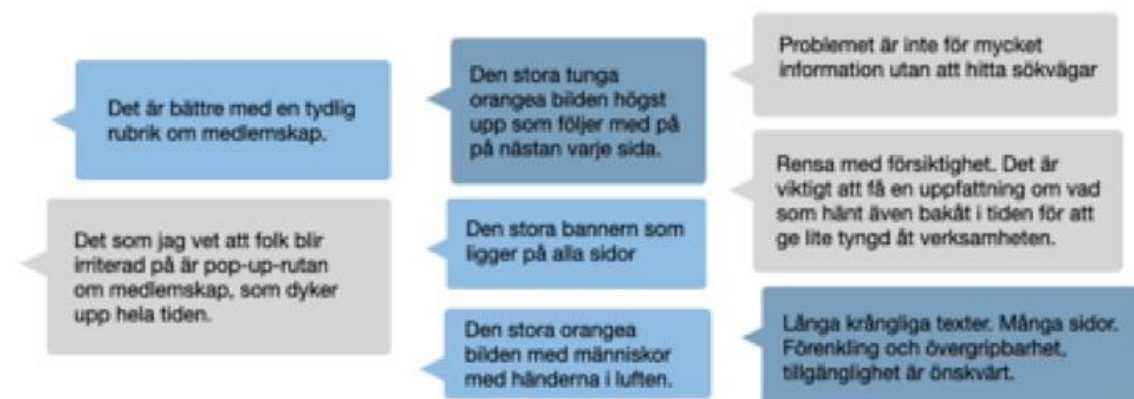 Det är bättre med en tydlig
rubrik om medlemskap.
Det som jag vet att folk blir
irriterad på är pop-up-rutan
om medlemskap, som dyker
upp hela tiden.
Den stora tunga
orangea bilden högst
upp som följer med på
på nästan varje sida.
Den stora bannern som
ligger på alla sidor
Den stora orangea
bilden med människor
med händerna i luften.
Problemet är inte för mycket
information utan att hitta sökvägar
Rensa med försiktighet. Det är
viktigt att få en uppfattning om vad
som hänt även bakåt i tiden för att
ge lite tyngd åt verksamheten.
Långa krångliga texter. Många sidor.
Förenkling och övergripbarhet,
tillgänglighet är önskvärt.